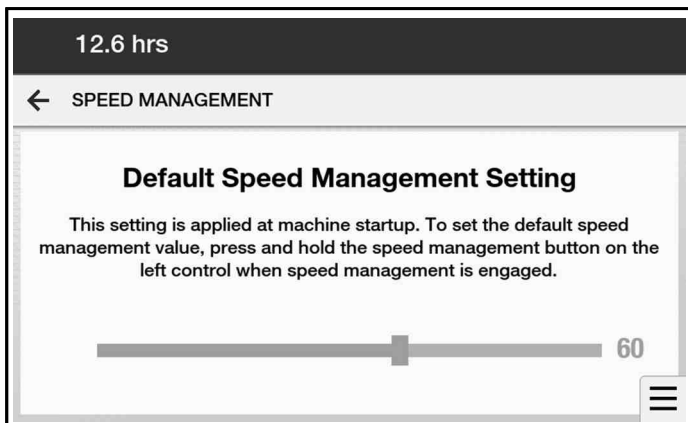 12.6 hrs
SPEED MANAGEMENT
Default Speed Management Setting
This setting is applied at machine startup. To set the default speed
management value, press and hold the speed management button on the
left control when speed management is engaged.
60